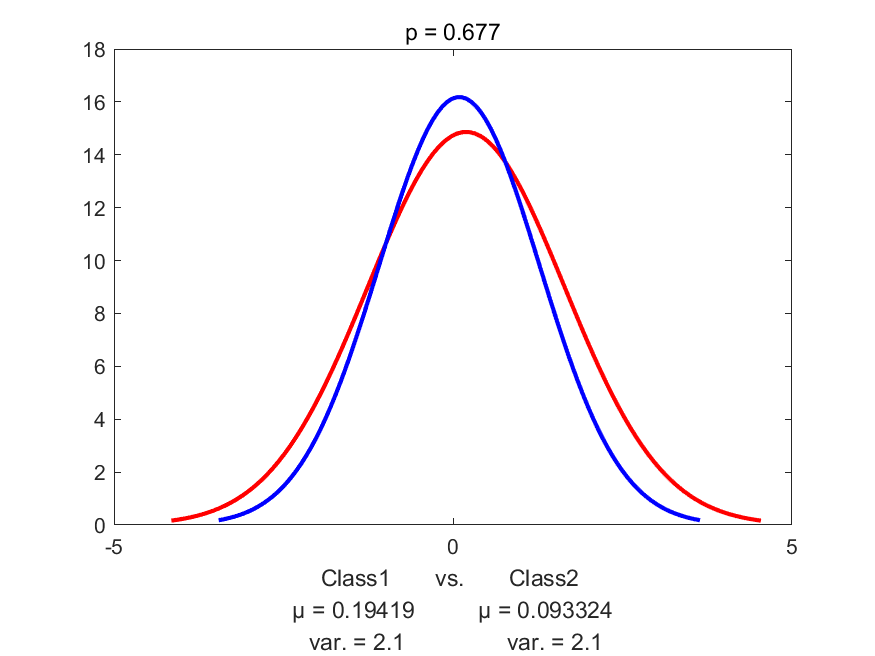 p = 0.677
18
16
14
12
10
8
6
4
2
0
-5 0 5
Class1 vs. Class2
μ = 0.19419 μ = 0.093324
var. = 2.1 var. = 2.1